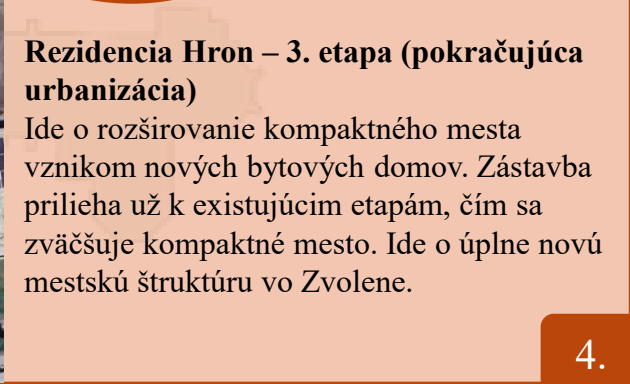 Rezidencia Hron – 3. etapa (pokračujúca
urbanizácia)
Ide o rozširovanie kompaktného mesta
vznikom nových bytových domov. Zástavba
prilieha už k existujúcim etapám, čím sa
zväčšuje kompaktné mesto. Ide o úplne novú
mestskú štruktúru vo Zvolene.
4.